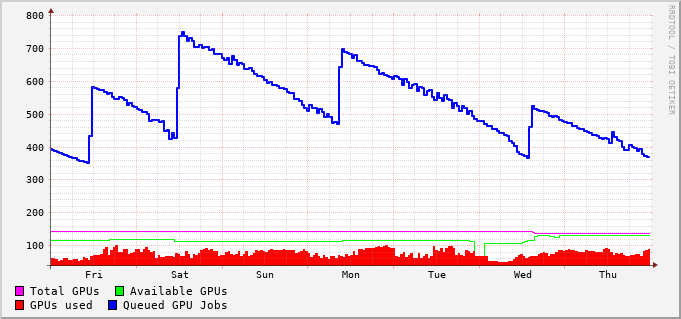 800
700
600
500
400
300
200
100
Fri Sat Sun Mon Tue Wed Thu
Total GPUs Available GPUs
GPUs used Queued GPU Jobs
RRDTOOL / TOBI OETIKER